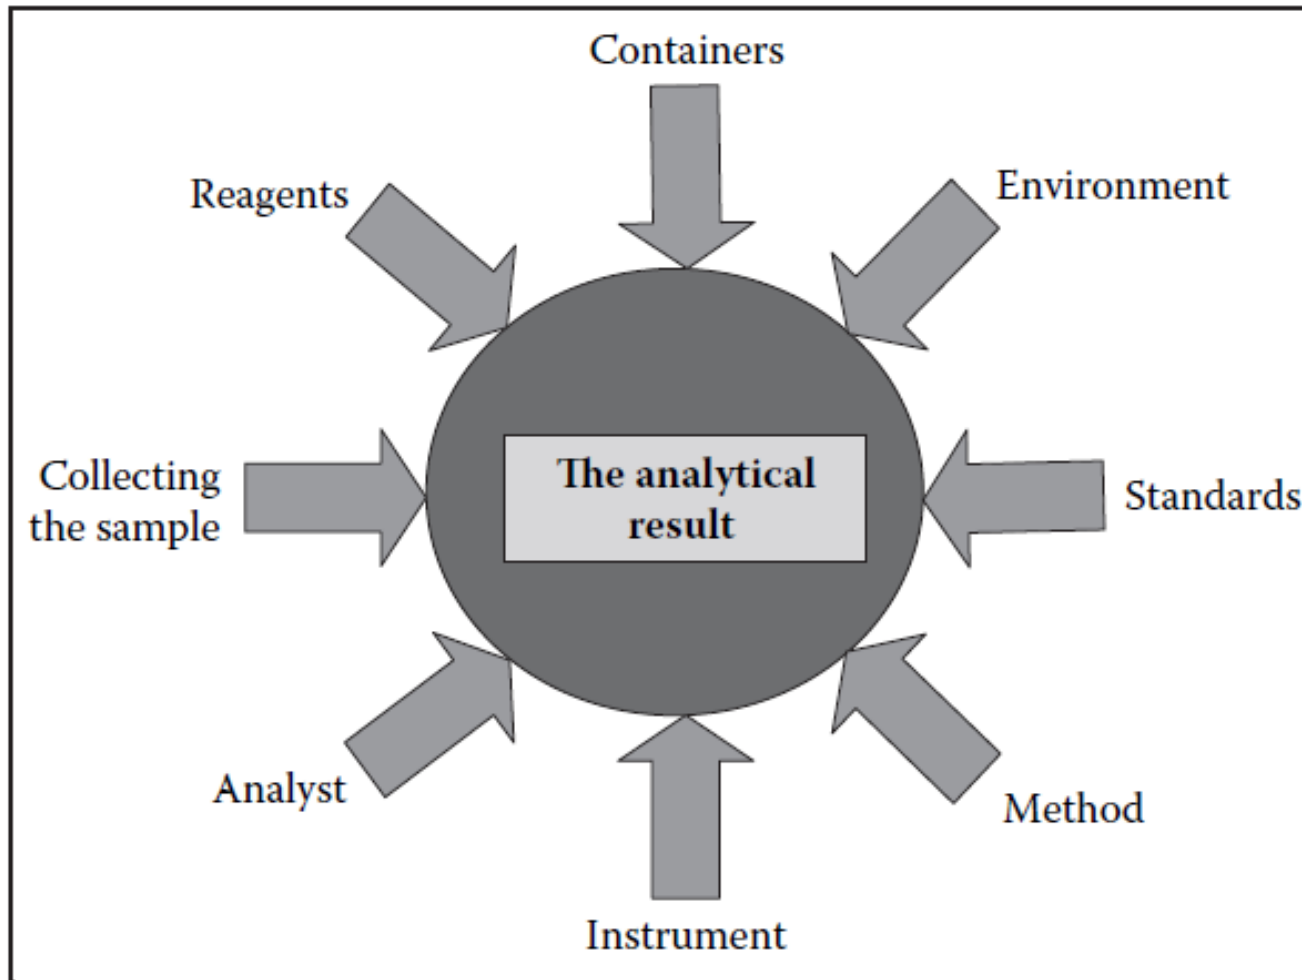 Containers
Reagents
Environment
Collecting
the sample
The analytical
result
Standards
Analyst
Method
Instrument